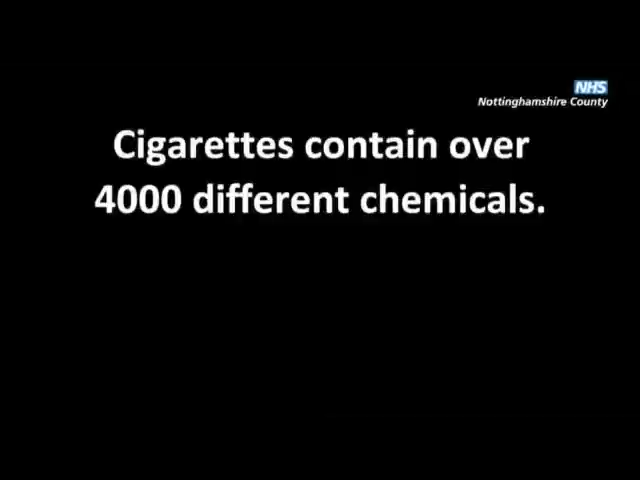 NHS
Nottinghamshire County
Cigarettes contain over
4000 different chemicals.